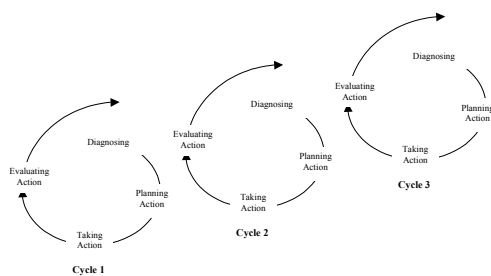 Diagnosing
Evaluating
Action
Planning
Action
Taking
Action
Cycle 1
Diagnosing
Evaluating
Action
Planning
Action
Taking
Action
Cycle 2
Diagnosing
Evaluating
Action
Planning
Action
Taking
Action
Cycle 3